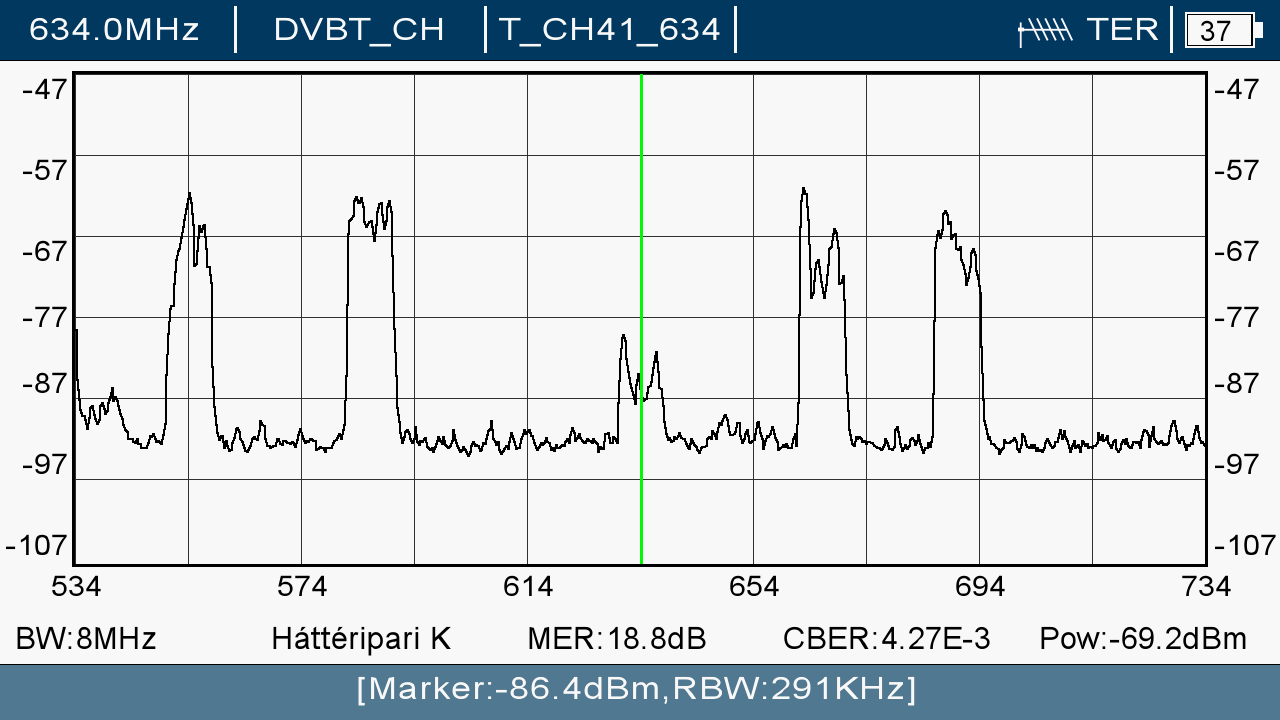 634.0MHz DVBT_CH T_CH41_634 TER 37
-47 -47
-57 -57
-67 -67
-77 -77
-87 -87
-97 -97
-107 -107
534 574 614 654 694 734
BW:8MHz Háttéripari K MER:18.8dB CBER:4.27E-3 Pow:-69.2dBm
[Marker:-86.4dBm,RBW:291KHz]